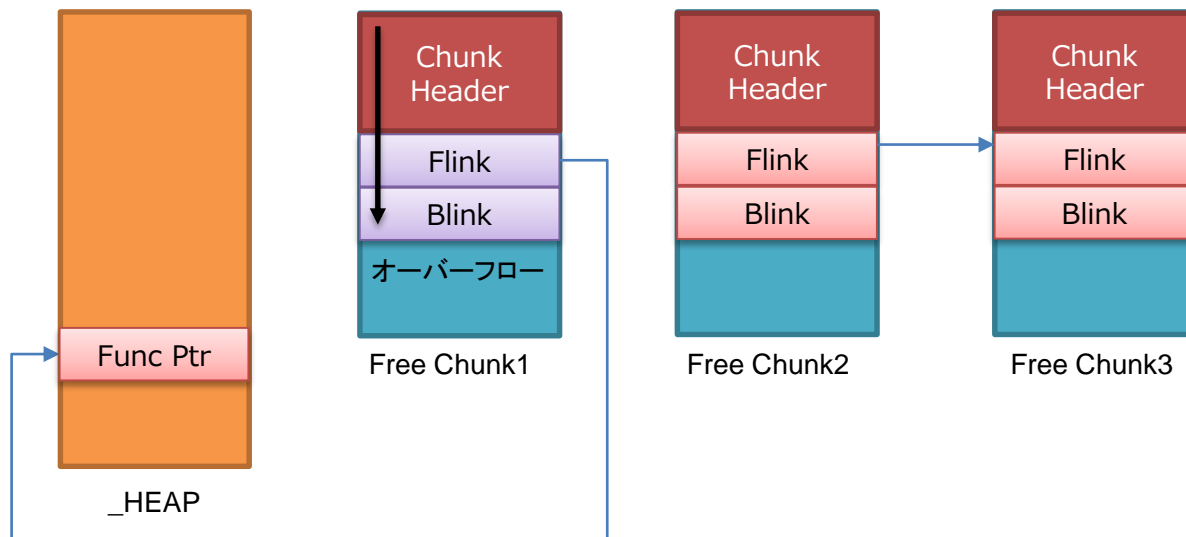 Chunk
Header
Flink
Blink
オーバーフロー
Free Chunk1
Chunk
Header
Flink
Blink
Free Chunk2
Chunk
Header
Flink
Blink
Free Chunk3
Func Ptr
_HEAP